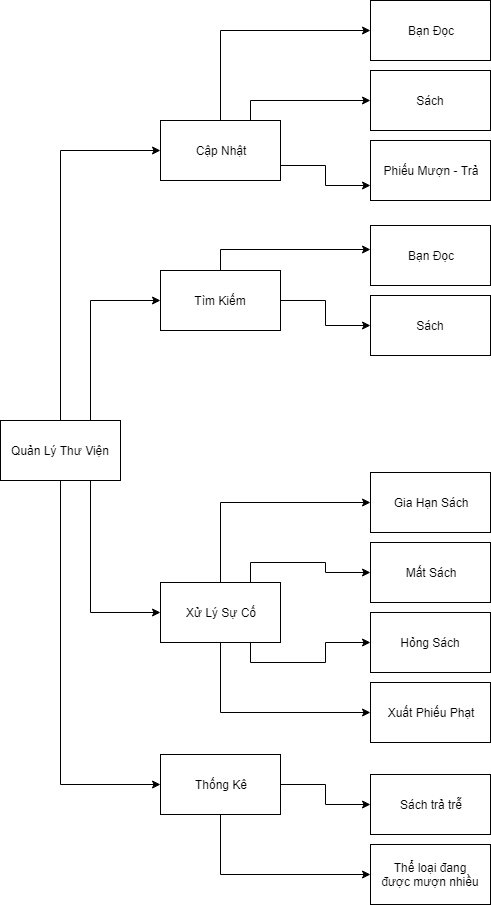 Bạn Đọc
Sách
Cập Nhật
Phiếu Mượn - Trả
Bạn Đọc
Tìm Kiếm
Sách
Quản Lý Thư Viện
Gia Hạn Sách
Mất Sách
Xử Lý Sự Cố
Hỏng Sách
Xuất Phiếu Phạt
Thống Kê
Sách trả trễ
Thể loại đang
được mượn nhiều